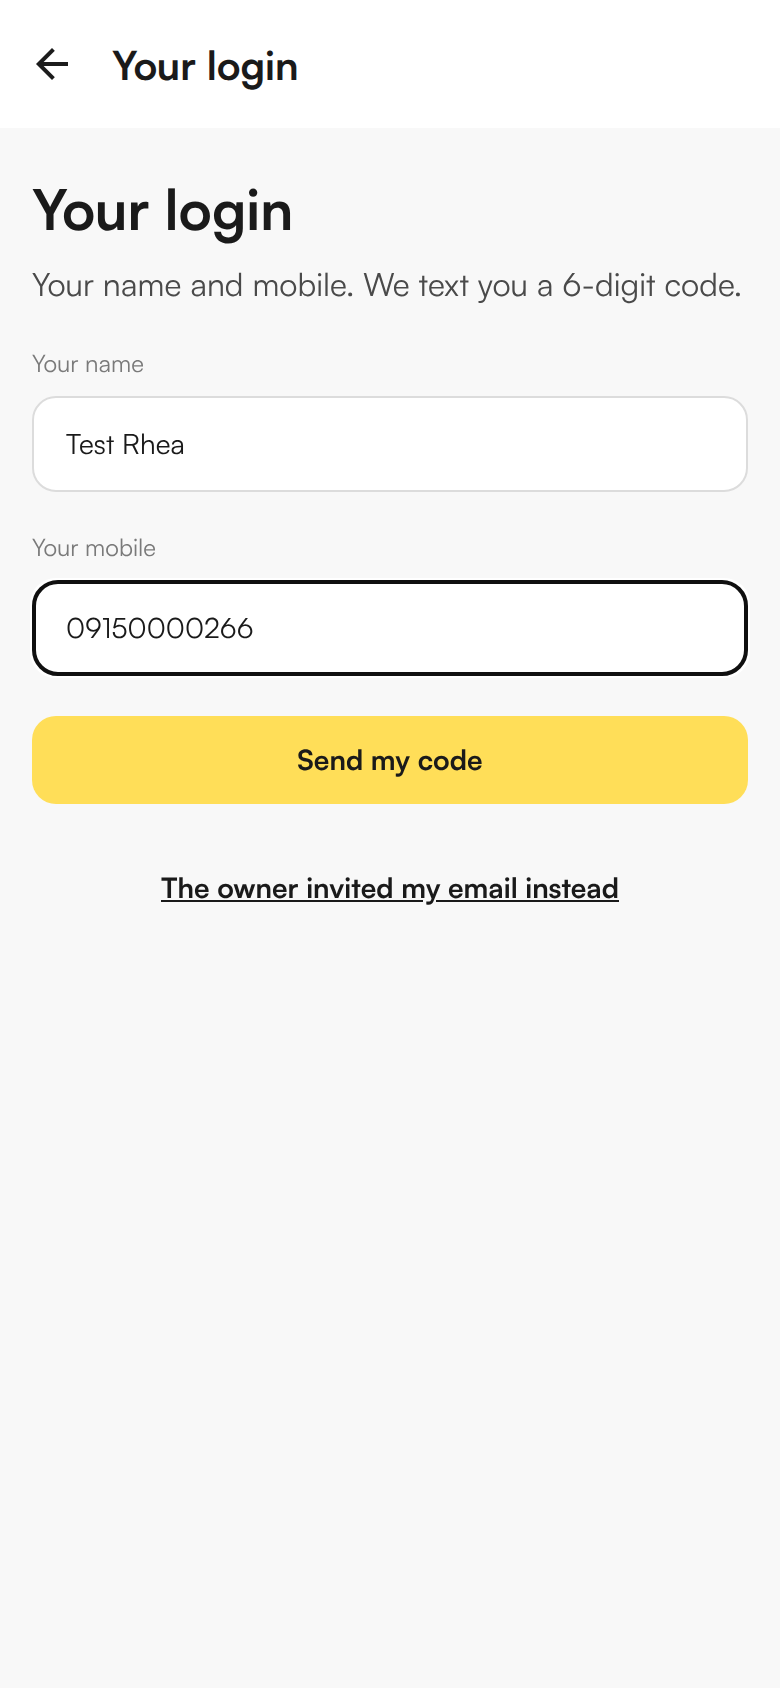 Your login
Your login
Your name and mobile. We text you a 6-digit code.
Your name
Test Rhea
Your mobile
09150000266
Send my code
The owner invited my email instead